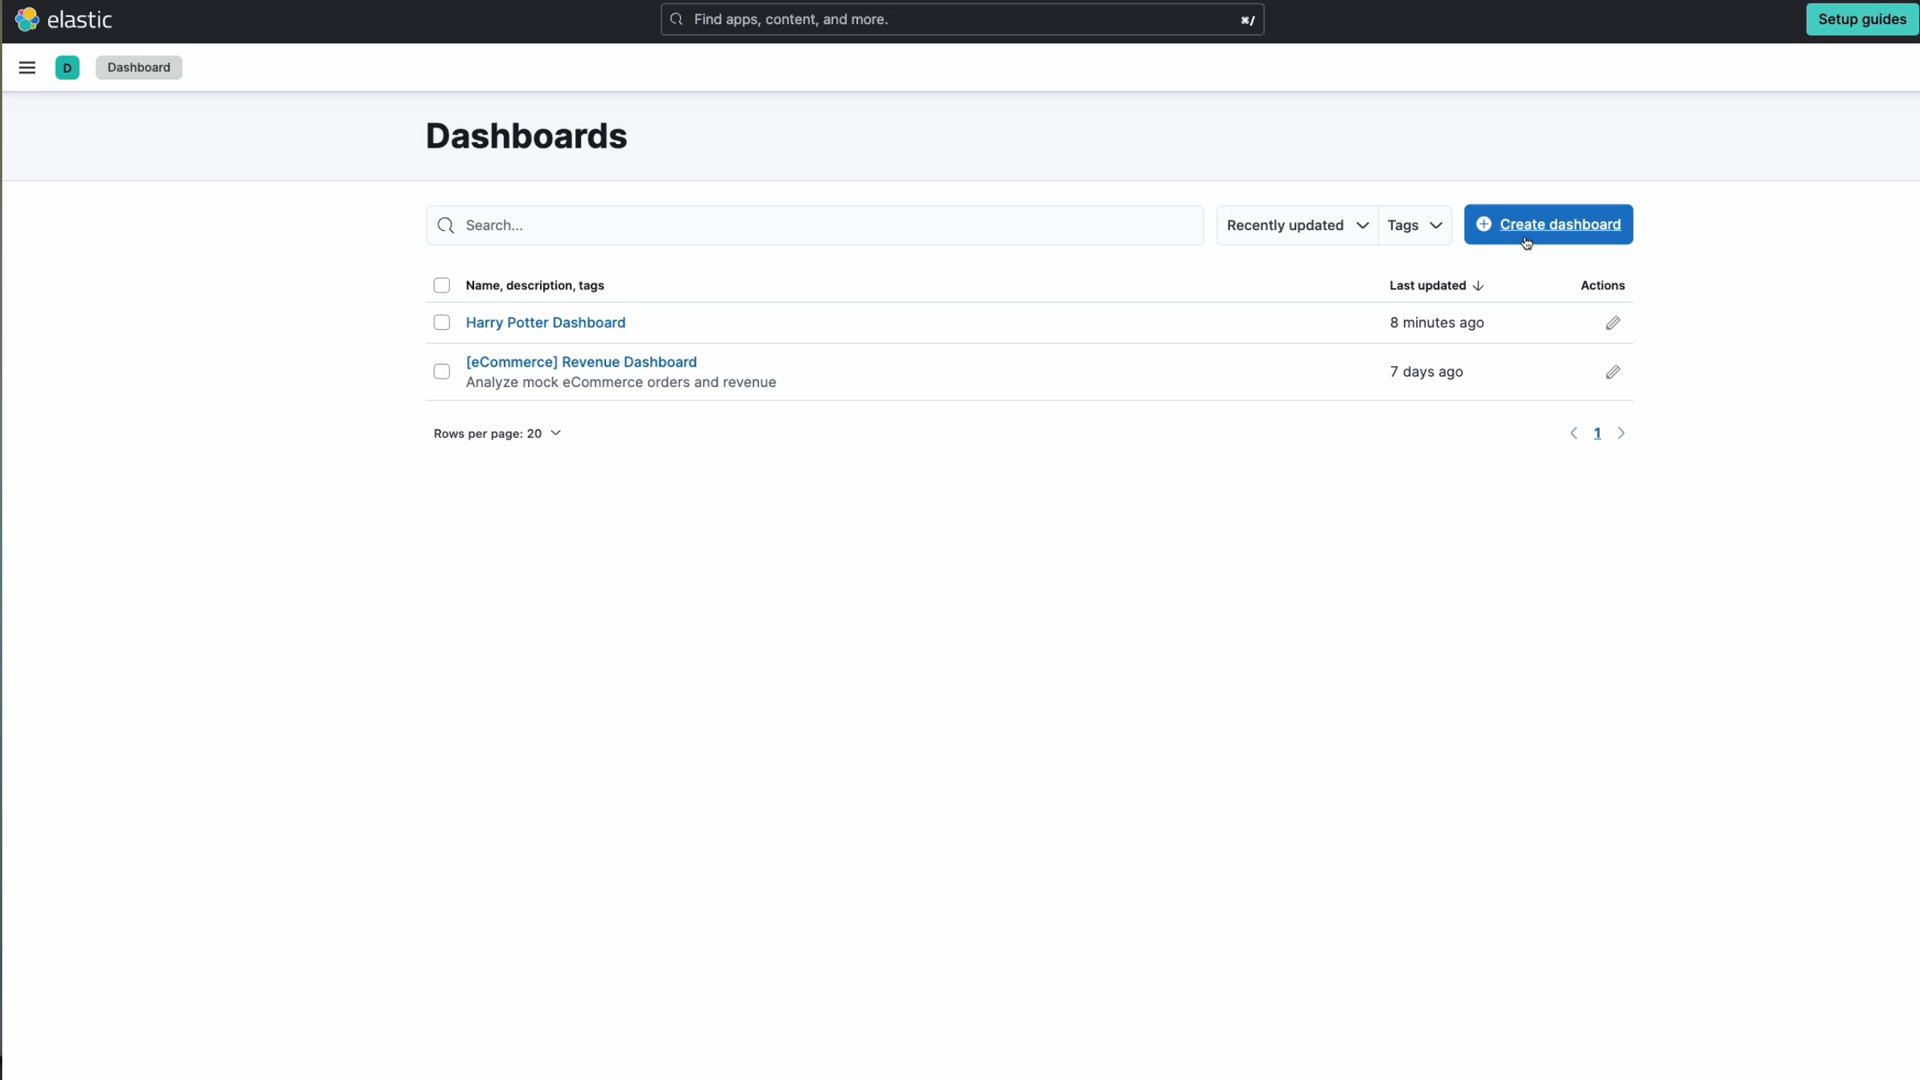 elastic
Find apps, content, and more.
⌘/
Setup guides
D
Dashboard
Dashboards
Search...
Recently updated
Tags
Create dashboard
Name, description, tags
Last updated
Actions
Harry Potter Dashboard
8 minutes ago
[eCommerce] Revenue Dashboard
Analyze mock eCommerce orders and revenue
7 days ago
Rows per page: 20
1